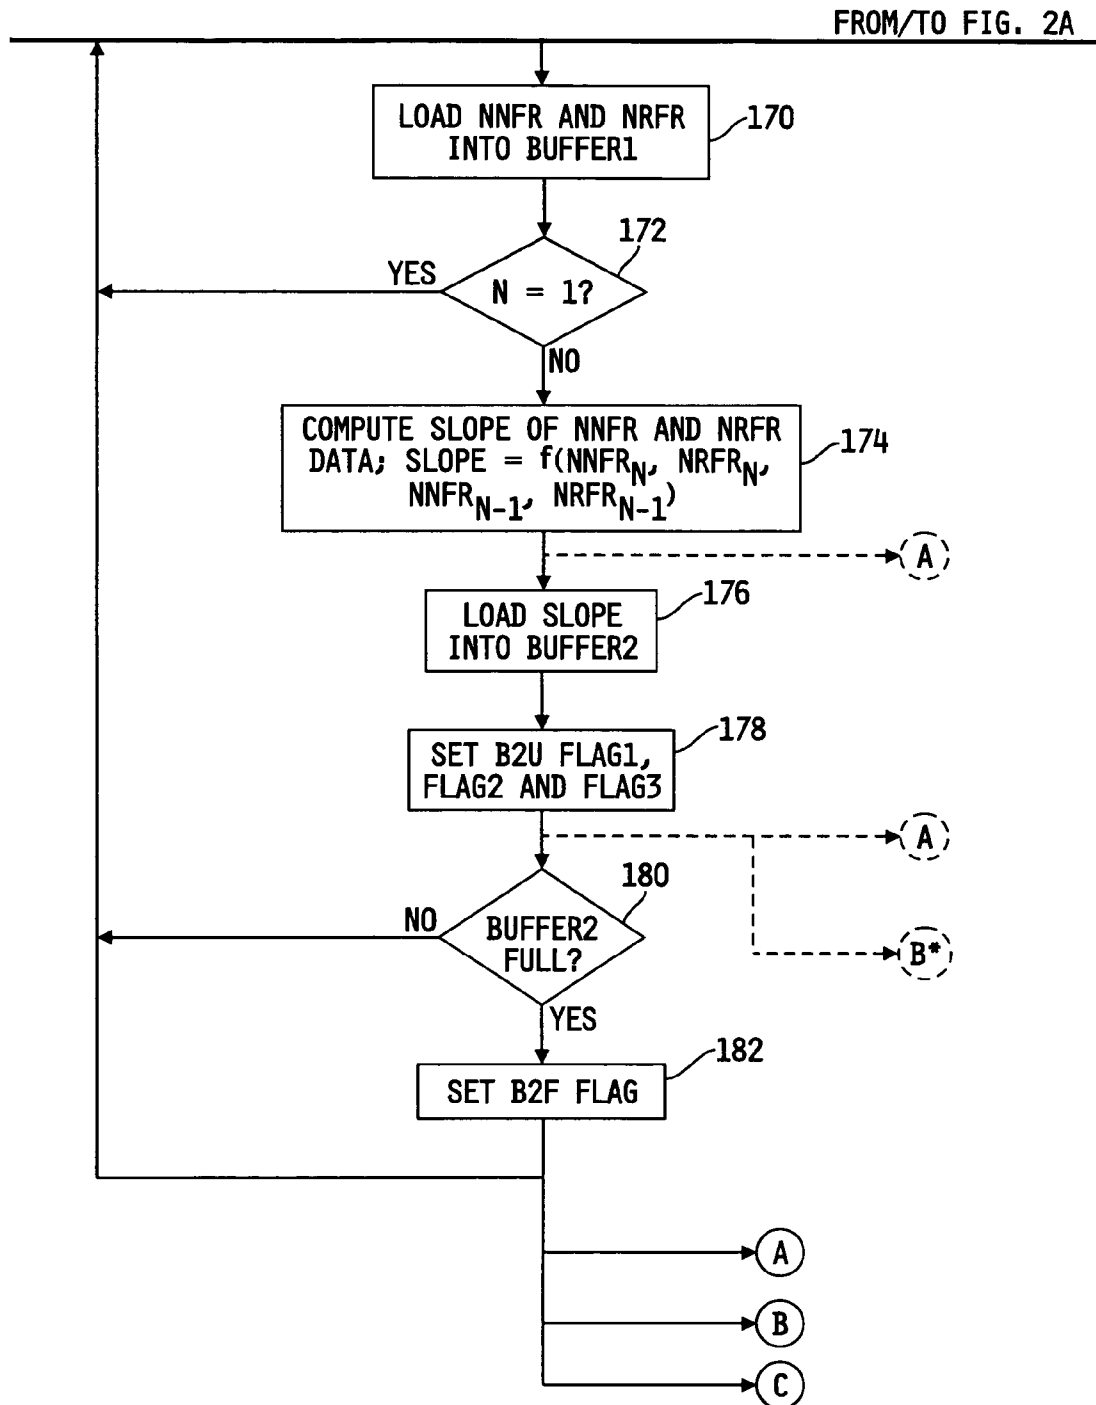 FROM/TO FIG. 2A
LOAD NNFR AND NRFR
INTO BUFFER1
170
172
YES
N = 1?
NO
COMPUTE SLOPE OF NNFR AND NRFR
DATA; SLOPE = f(NNFR_N, NRFR_N,
NNFR_N-1, NRFR_N-1)
174
A
176
LOAD SLOPE
INTO BUFFER2
178
SET B2U FLAG1,
FLAG2 AND FLAG3
A
180
NO
BUFFER2
FULL?
B*
YES
182
SET B2F FLAG
A
B
C